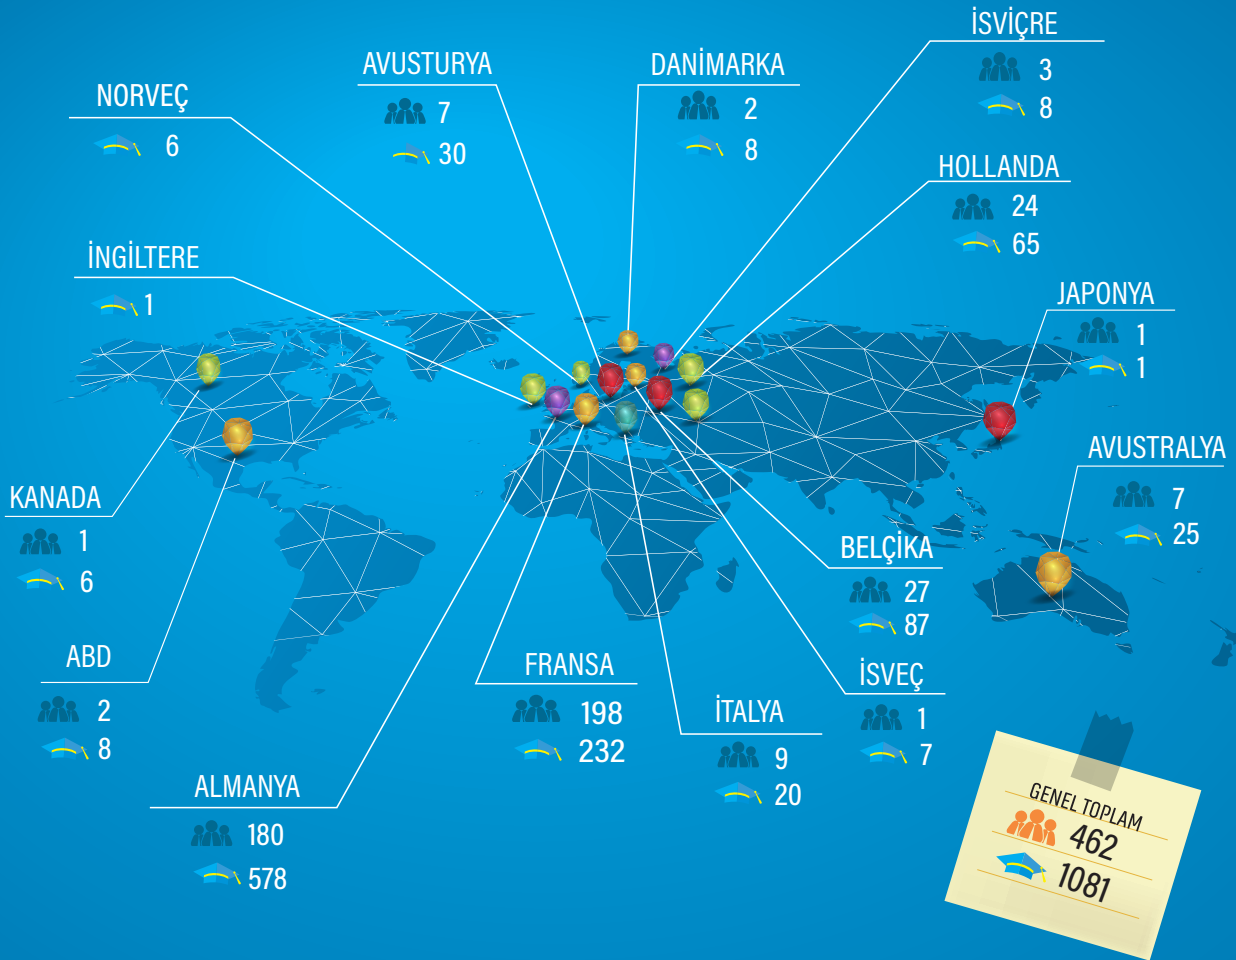 İSVİÇRE
3
8
AVUSTURYA
7
30
DANİMARKA
2
8
NORVEÇ
6
HOLLANDA
24
65
İNGİLTERE
1
JAPONYA
1
1
AVUSTRALYA
7
25
KANADA
1
6
BELÇİKA
27
87
ABD
2
8
FRANSA
198
232
İSVEÇ
1
7
İTALYA
9
20
ALMANYA
180
578
GENEL TOPLAM
462
1081